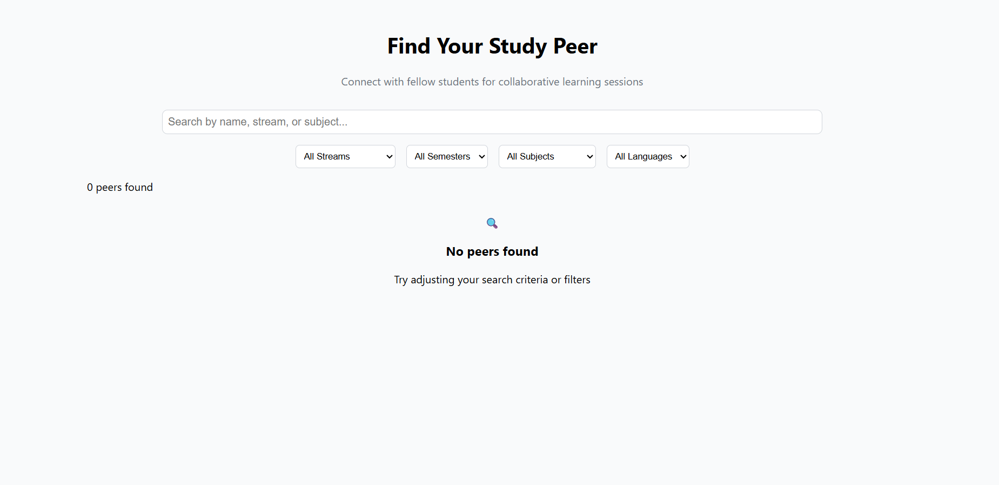 Find Your Study Peer
Connect with fellow students for collaborative learning sessions
Search by name, stream, or subject...
All Streams All Semesters All Subjects All Languages
0 peers found
No peers found
Try adjusting your search criteria or filters